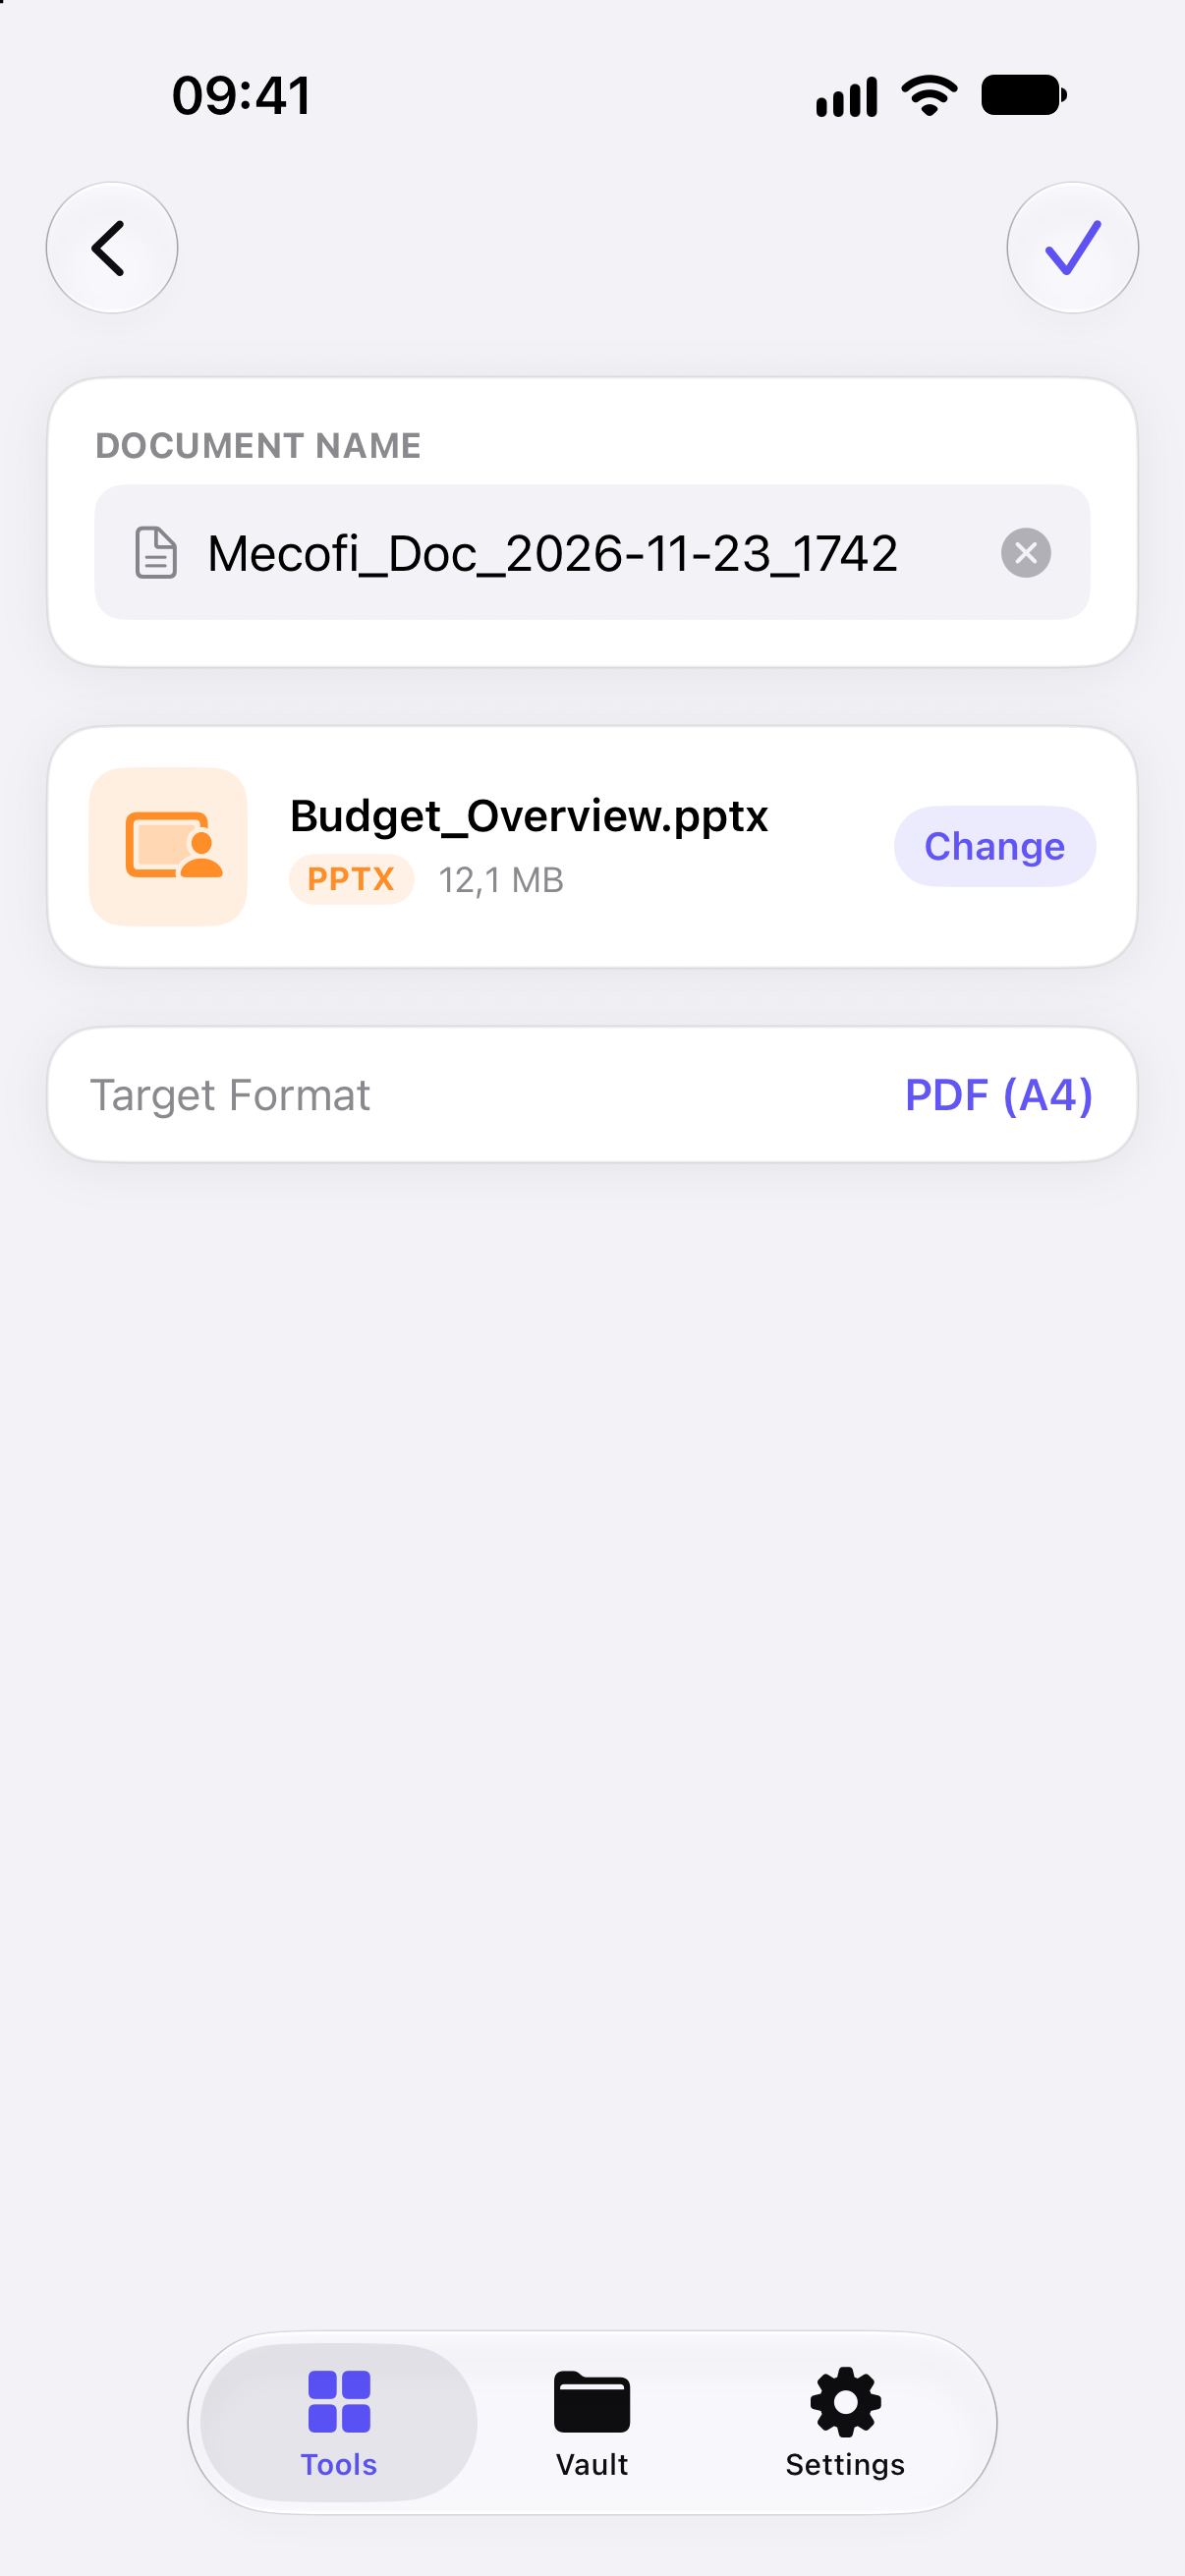 09:41
DOCUMENT NAME
Mecofi_Doc_2026-11-23_1742
Budget_Overview.pptx
PPTX 12,1 MB
Change
Target Format PDF (A4)
Tools Vault Settings